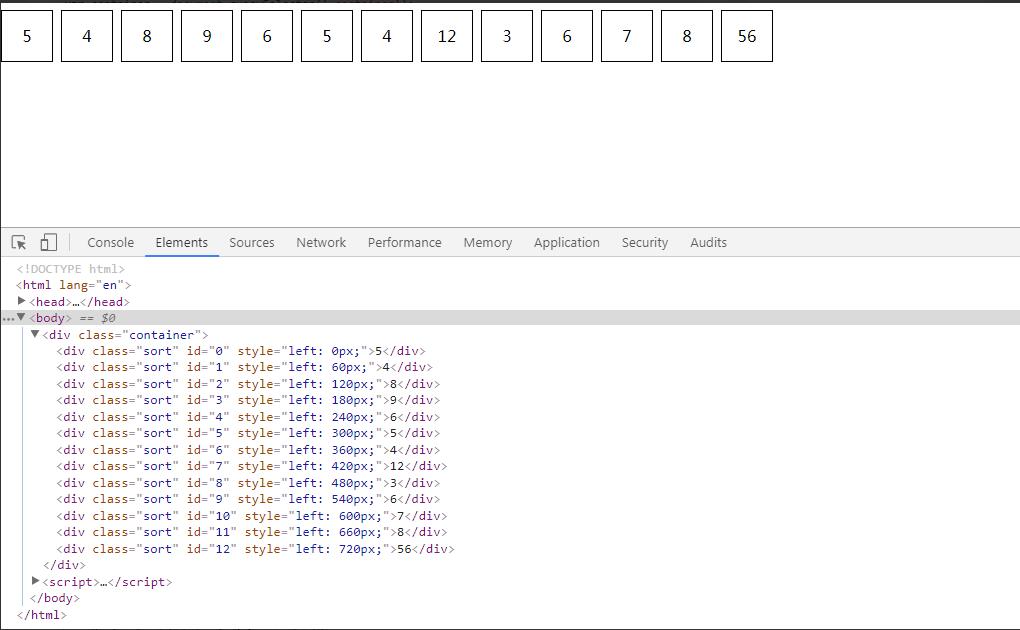 5 4 8 9 6 5 4 12 3 6 7 8 56
Console Elements Sources Network Performance Memory Application Security Audits
<!DOCTYPE html>
<html lang="en">
▶<head>…</head>
…▼<body> == $0
▼<div class="container">
<div class="sort" id="0" style="left: 0px;">5</div>
<div class="sort" id="1" style="left: 60px;">4</div>
<div class="sort" id="2" style="left: 120px;">8</div>
<div class="sort" id="3" style="left: 180px;">9</div>
<div class="sort" id="4" style="left: 240px;">6</div>
<div class="sort" id="5" style="left: 300px;">5</div>
<div class="sort" id="6" style="left: 360px;">4</div>
<div class="sort" id="7" style="left: 420px;">12</div>
<div class="sort" id="8" style="left: 480px;">3</div>
<div class="sort" id="9" style="left: 540px;">6</div>
<div class="sort" id="10" style="left: 600px;">7</div>
<div class="sort" id="11" style="left: 660px;">8</div>
<div class="sort" id="12" style="left: 720px;">56</div>
</div>
▶<script>…</script>
</body>
</html>